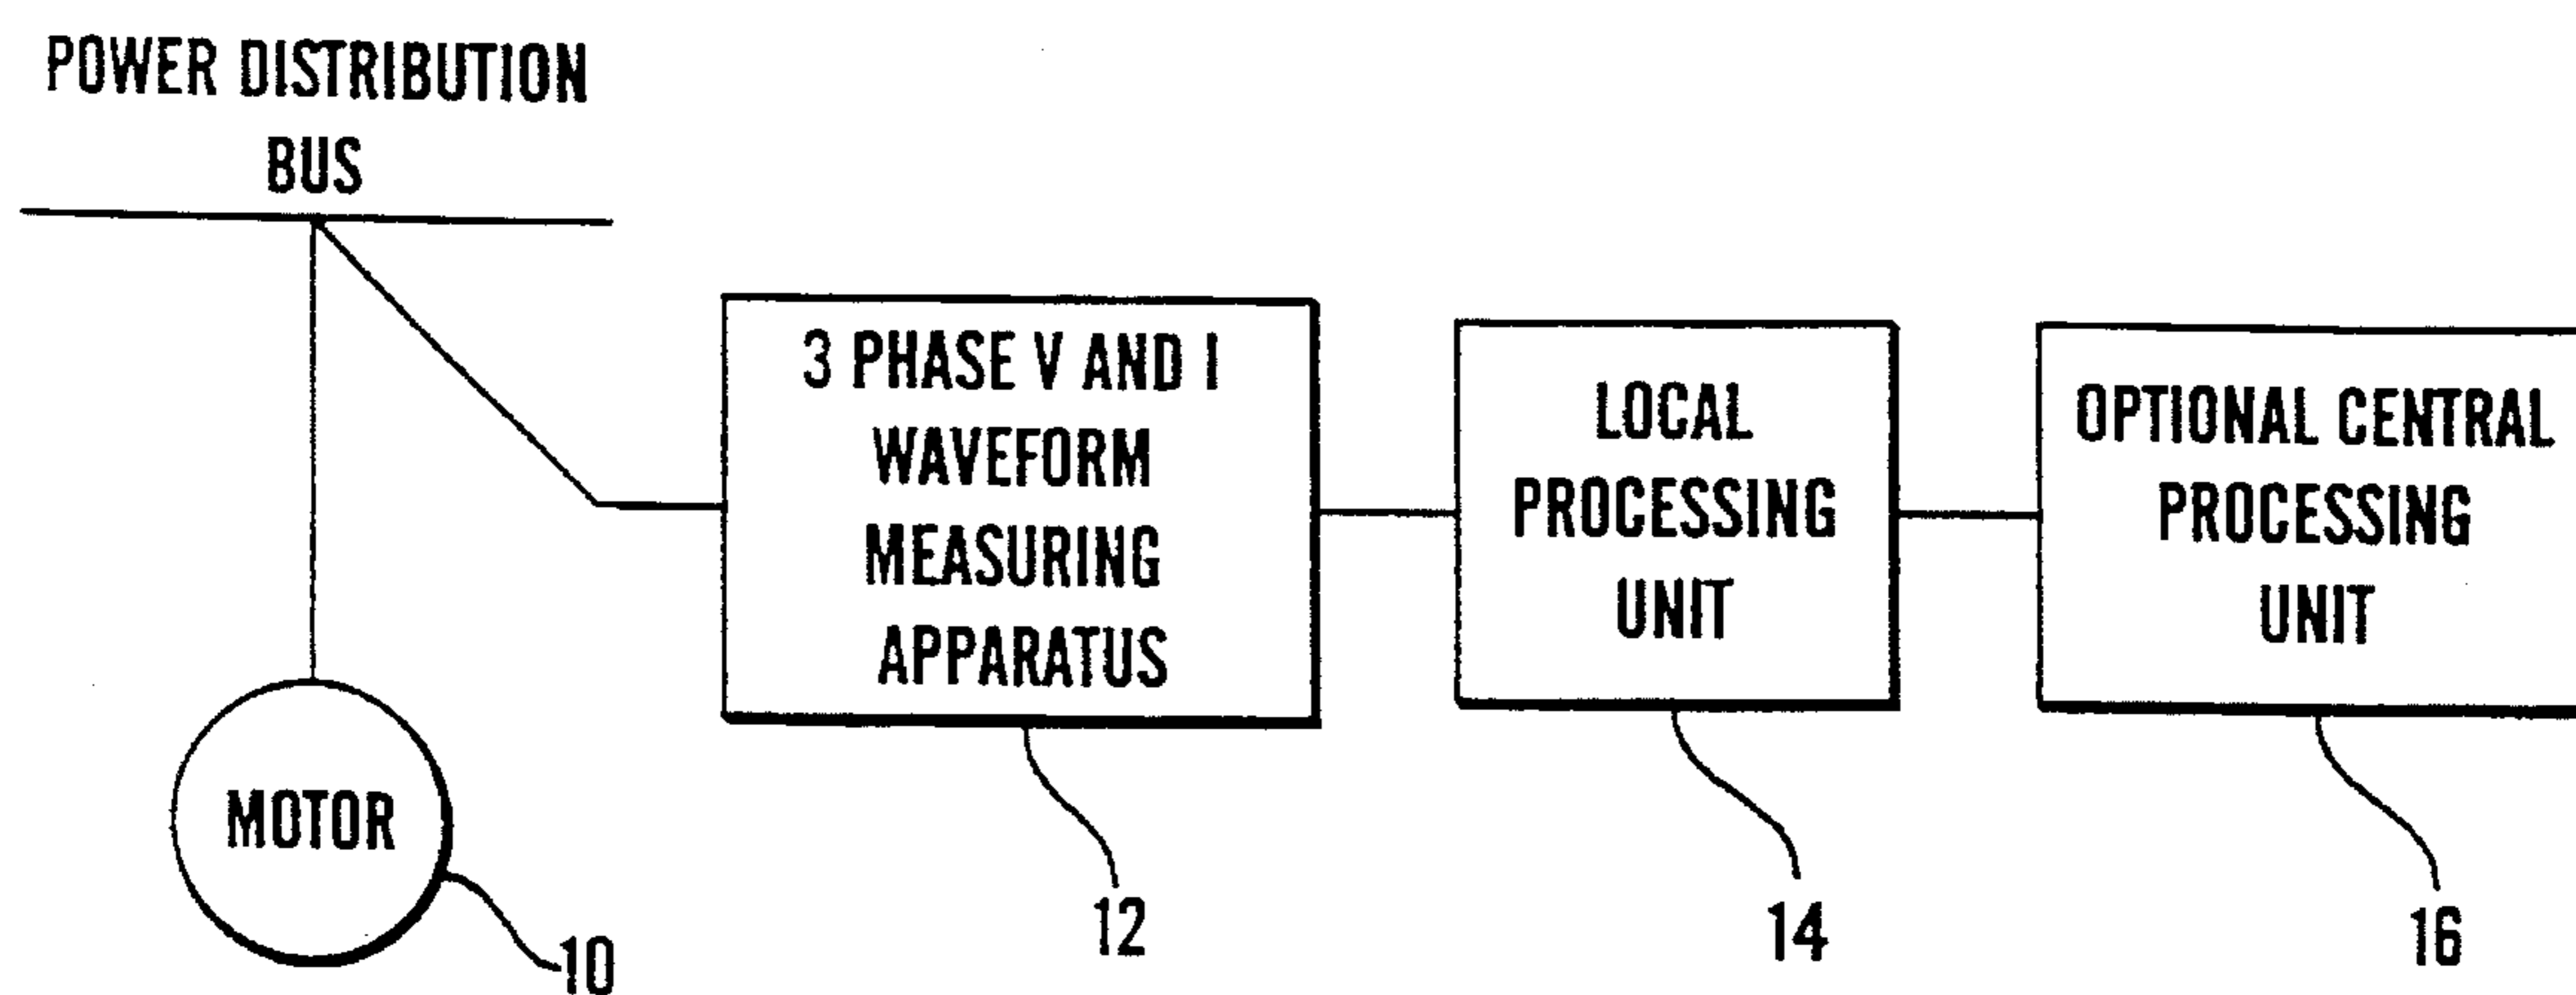 POWER DISTRIBUTION
BUS
3 PHASE V AND I
WAVEFORM
MEASURING
APPARATUS
LOCAL
PROCESSING
UNIT
OPTIONAL CENTRAL
PROCESSING
UNIT
MOTOR
10
12
14
16